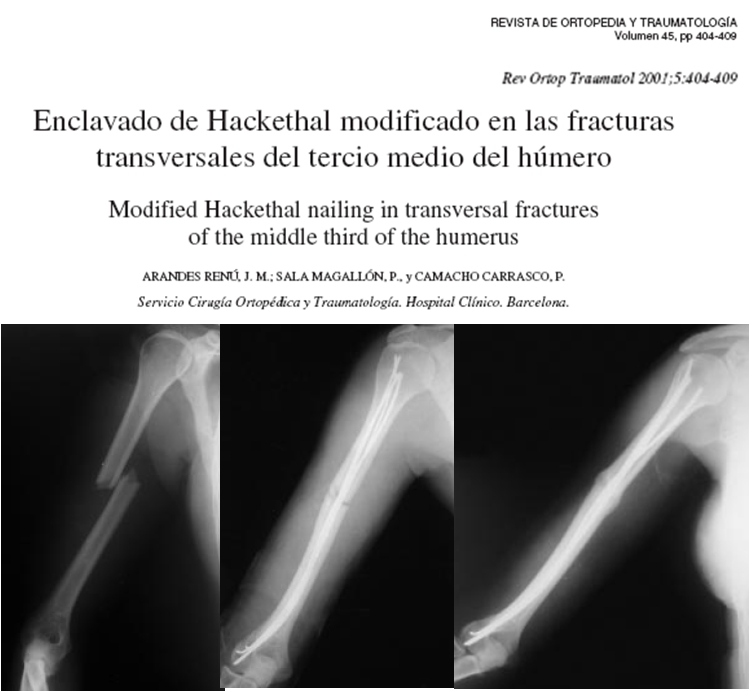 REVISTA DE ORTOPEDIA Y TRAUMATOLOGÍA
Volumen 45, pp 404-409
Rev Ortop Traumatol 2001;5:404-409
Enclavado de Hackethal modificado en las fracturas
transversales del tercio medio del húmero
Modified Hackethal nailing in transversal fractures
of the middle third of the humerus
ARANDES RENÚ, J. M.; SALA MAGALLÓN, P., y CAMACHO CARRASCO, P.
Servicio Cirugía Ortopédica y Traumatología. Hospital Clínico. Barcelona.